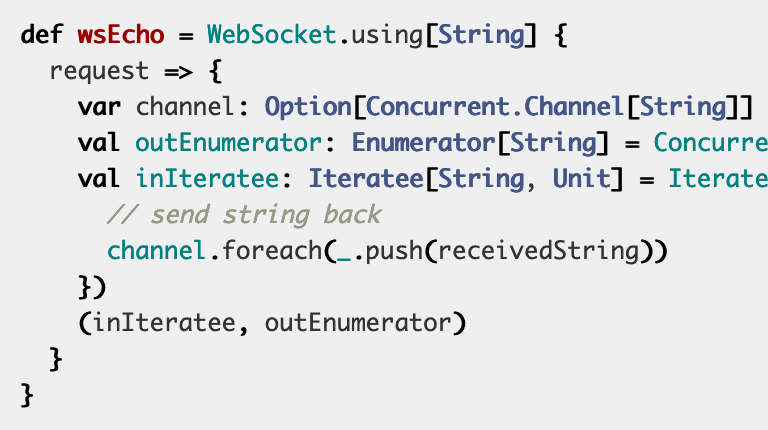 def wsEcho = WebSocket.using[String] {
  request => {
    var channel: Option[Concurrent.Channel[String]]
    val outEnumerator: Enumerator[String] = Concurre
    val inIteratee: Iteratee[String, Unit] = Iterate
      // send string back
      channel.foreach(_.push(receivedString))
    })
    (inIteratee, outEnumerator)
  }
}